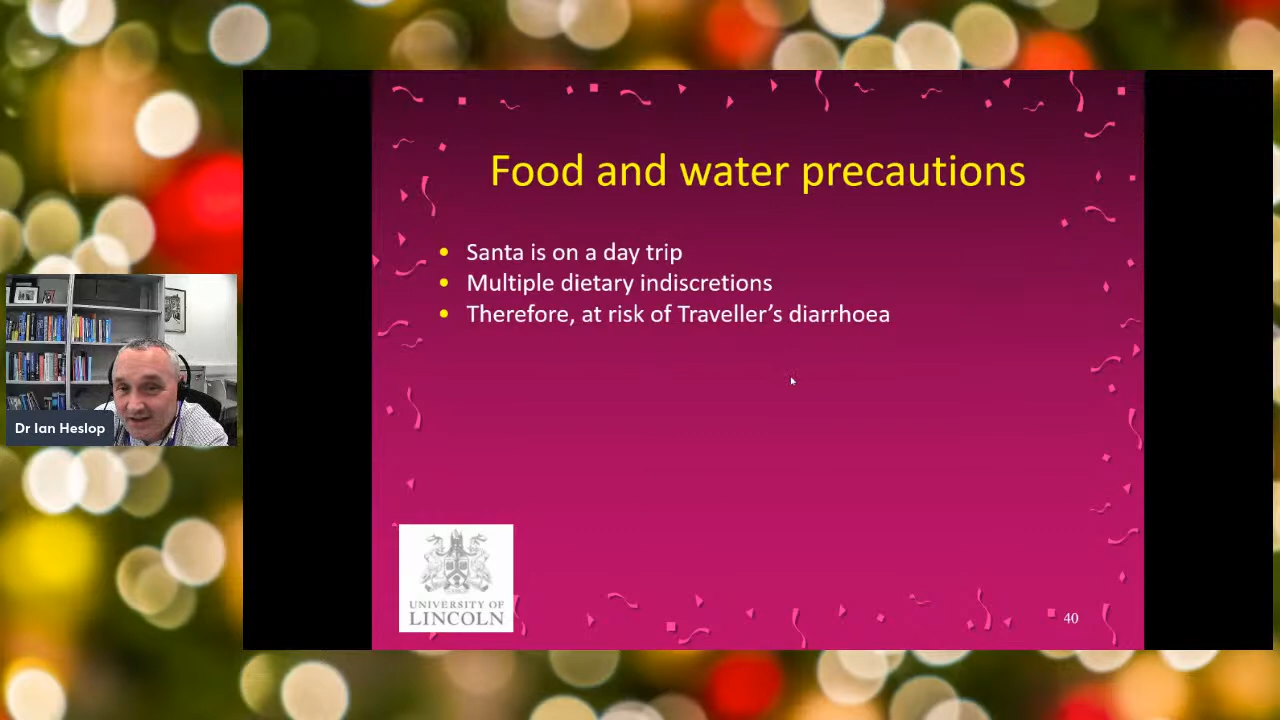 Food and water precautions
Santa is on a day trip
Multiple dietary indiscretions
Therefore, at risk of Traveller's diarrhoea
Dr Ian Heslop
UNIVERSITY OF
LINCOLN
40